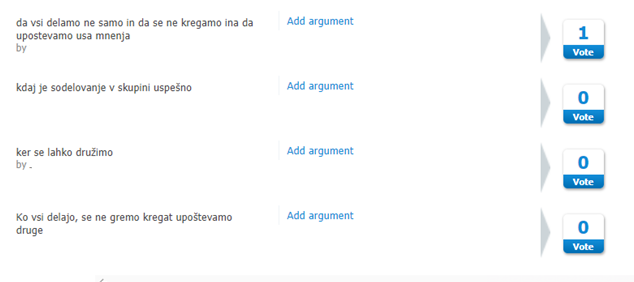 da vsi delamo ne samo in da se ne kregamo ina da
upostevamo usa mnenja
by
Add argument
1
Vote
kdaj je sodelovanje v skupini uspešno
Add argument
0
Vote
ker se lahko družimo
by .
Add argument
0
Vote
Ko vsi delajo, se ne gremo kregat upoštevamo
druge
Add argument
0
Vote